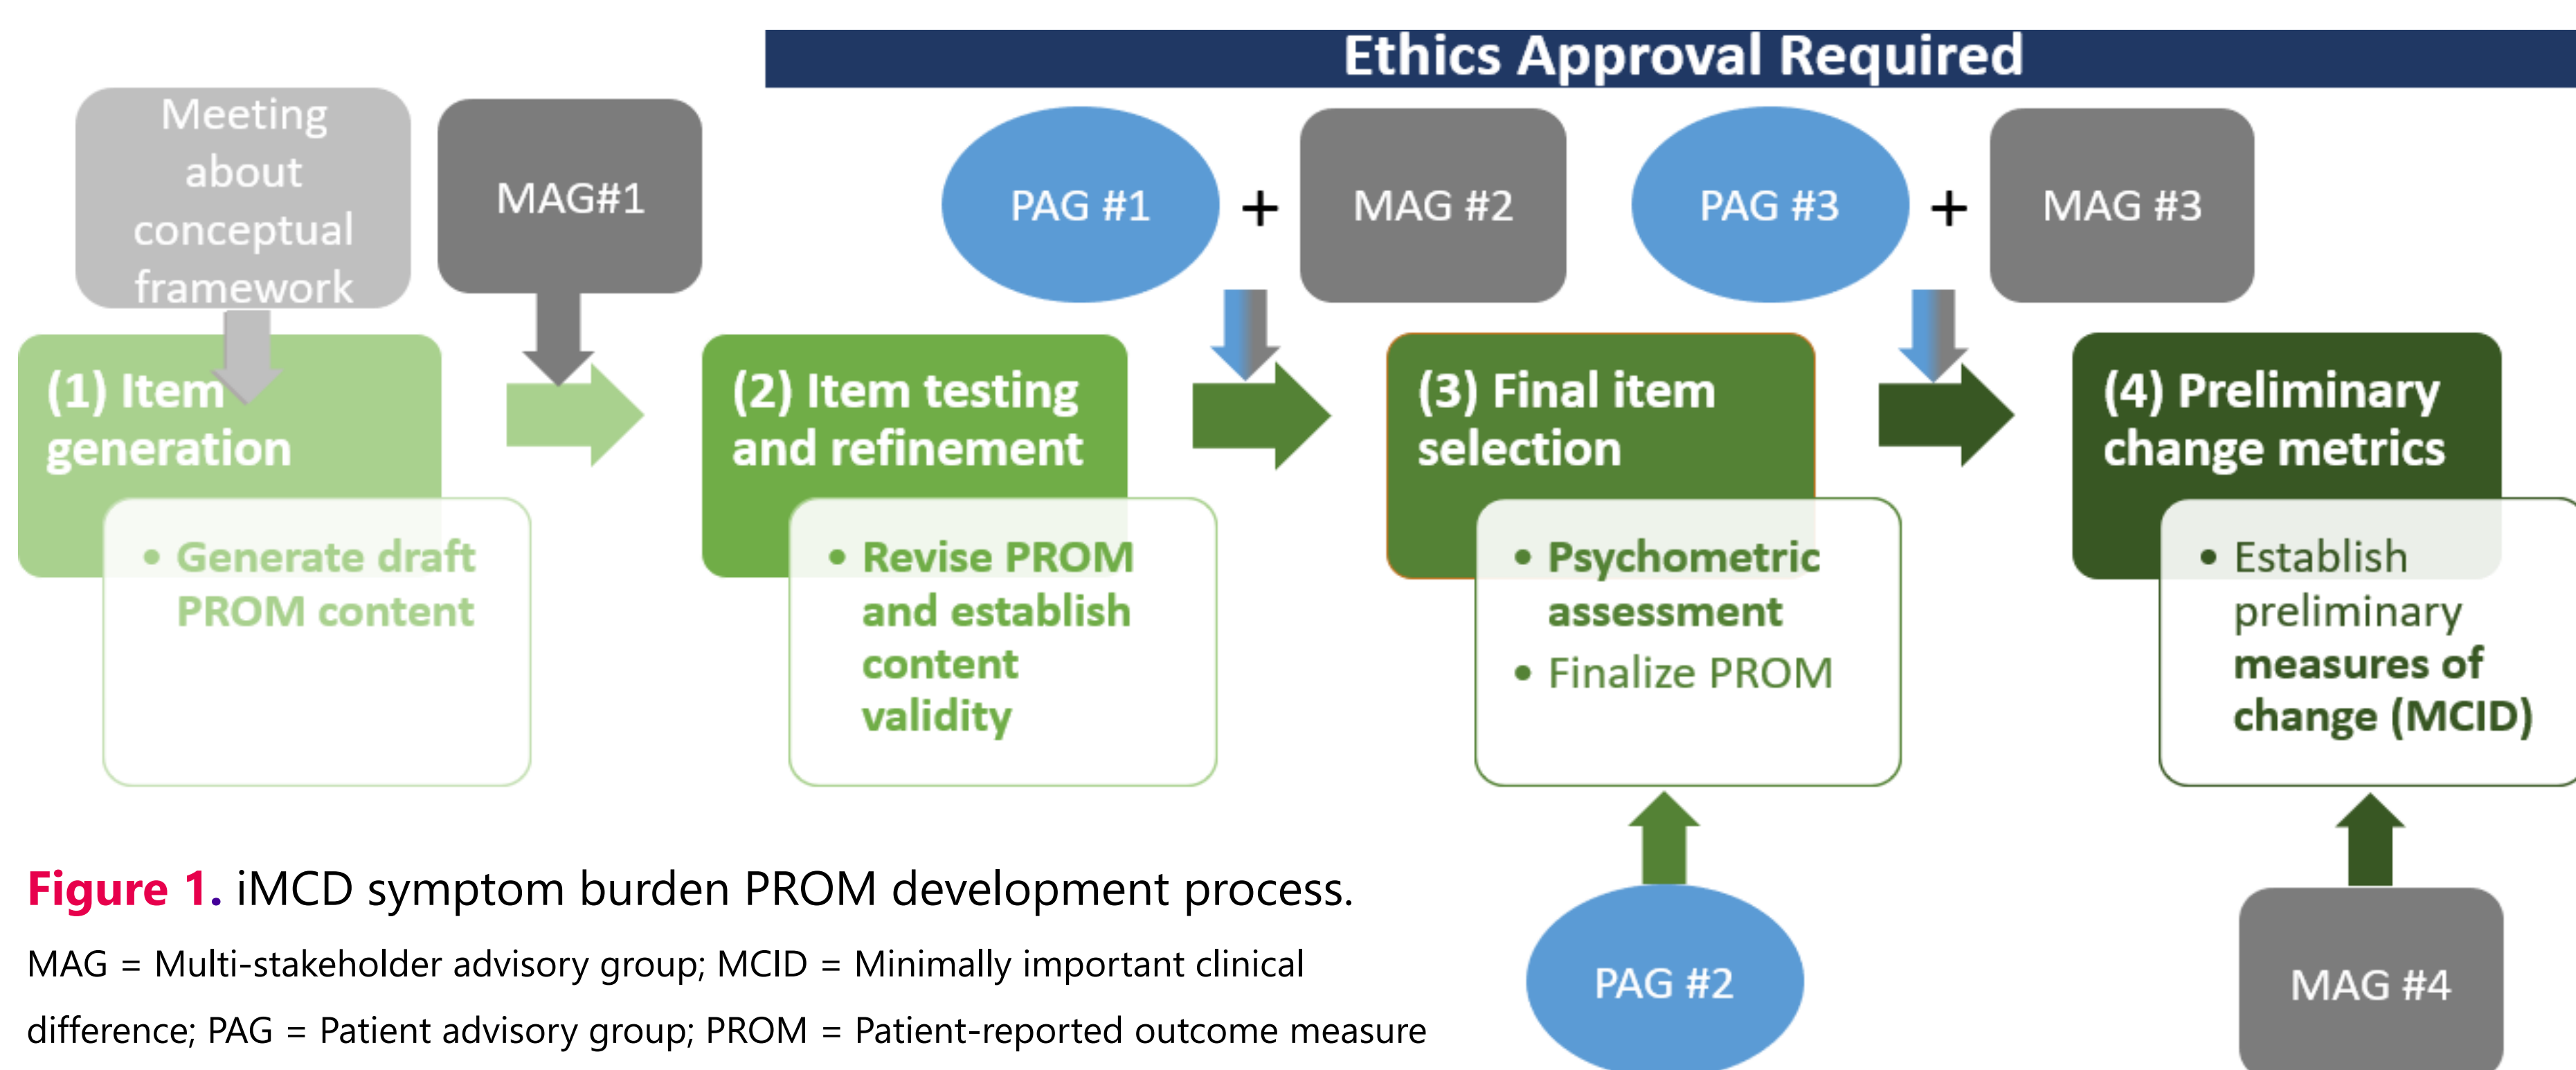 Ethics Approval Required
Meeting
about
conceptual
framework
MAG#1
PAG #1
+
MAG #2
PAG #3
+
MAG #3
(1) Item
generation
• Generate draft
PROM content
(2) Item testing
and refinement
• Revise PROM
and establish
content
validity
(3) Final item
selection
• Psychometric
assessment
• Finalize PROM
(4) Preliminary
change metrics
• Establish
preliminary
measures of
change (MCID)
PAG #2
MAG #4
Figure 1. iMCD symptom burden PROM development process.
MAG = Multi-stakeholder advisory group; MCID = Minimally important clinical
difference; PAG = Patient advisory group; PROM = Patient-reported outcome measure